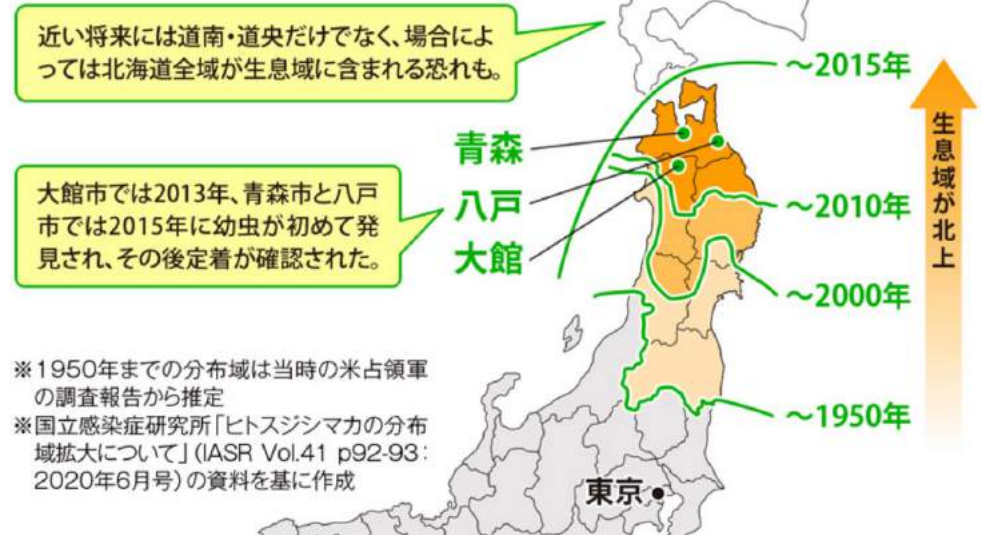 近い将来には道南・道央だけでなく、場合によ
っては北海道全域が生息域に含まれる恐れも。
~2015年
青森
八戸
大館
大館市では2013年、青森市と八戸
市では2015年に幼虫が初めて発
見され、その後定着が確認された。
~2010年
~2000年
~1950年
生息域が北上
※1950年までの分布域は当時の米占領軍
の調査報告から推定
※国立感染症研究所「ヒトスジシマカの分布
域拡大について」(IASR Vol.41 p92-93:
2020年6月号)の資料を基に作成
東京